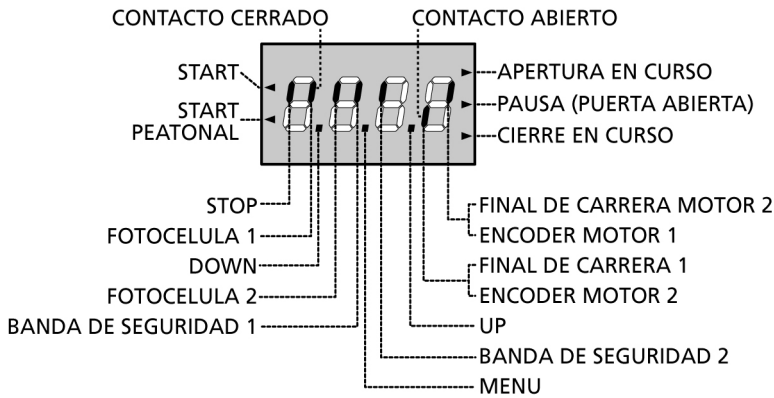 CONTACTO CERRADO
CONTACTO ABIERTO
START
START
PEATONAL
APERTURA EN CURSO
PAUSA (PUERTA ABIERTA)
CIERRE EN CURSO
STOP
FOTOCELULA 1
DOWN
FOTOCELULA 2
BANDA DE SEGURIDAD 1
FINAL DE CARRERA MOTOR 2
ENCODER MOTOR 1
FINAL DE CARRERA 1
ENCODER MOTOR 2
UP
BANDA DE SEGURIDAD 2
MENU